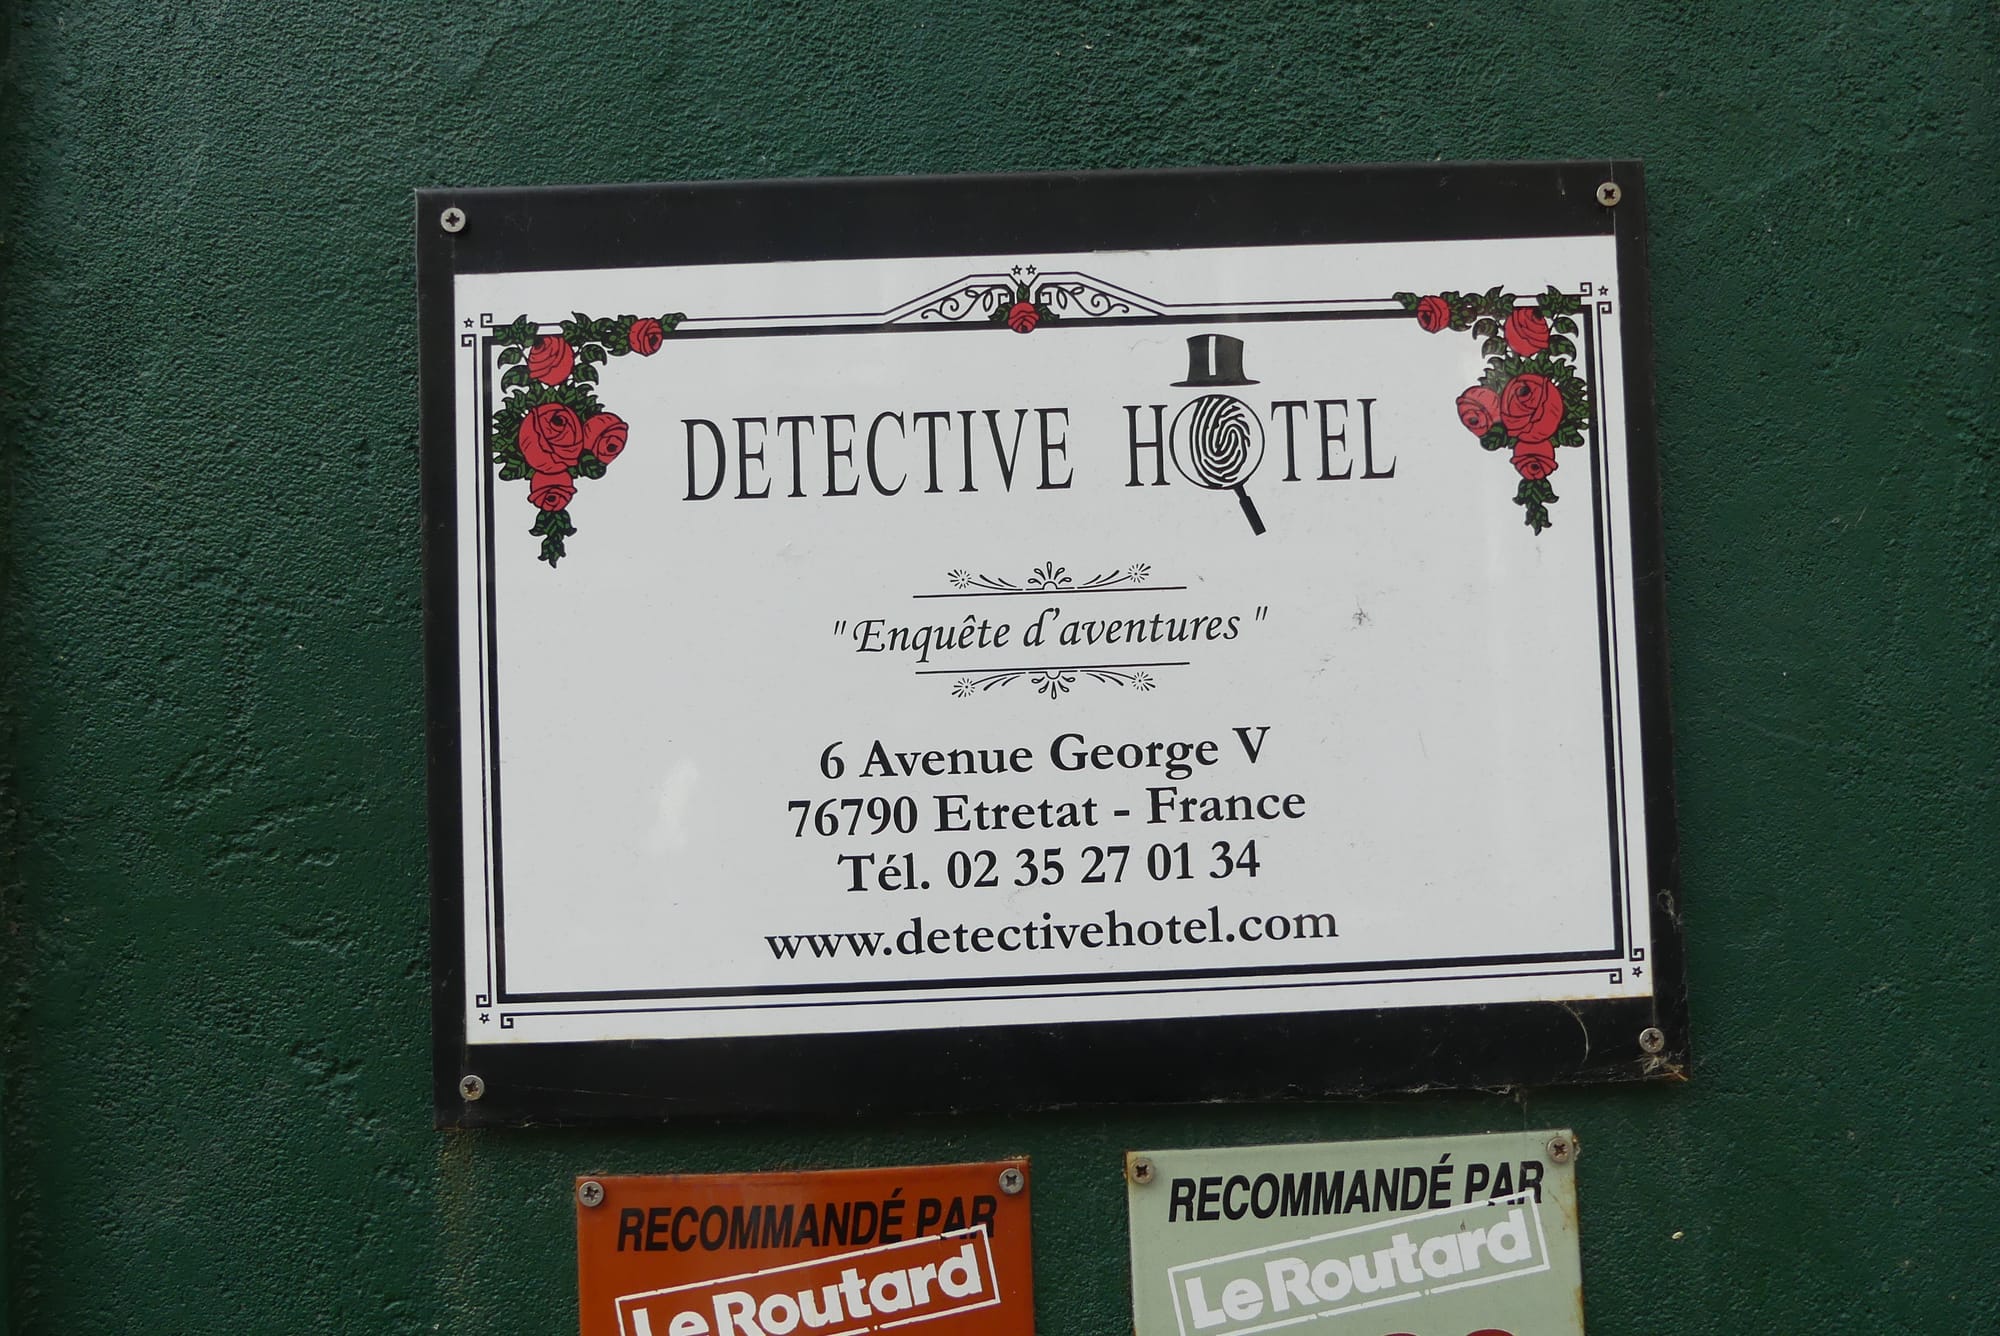 DETECTIVE HOTEL
"Enquête d'aventures"
6 Avenue George V
76790 Etretat - France
Tél. 02 35 27 01 34
www.detectivehotel.com
RECOMMANDÉ PAR
Le Routard
RECOMMANDÉ PAR
Le Routard